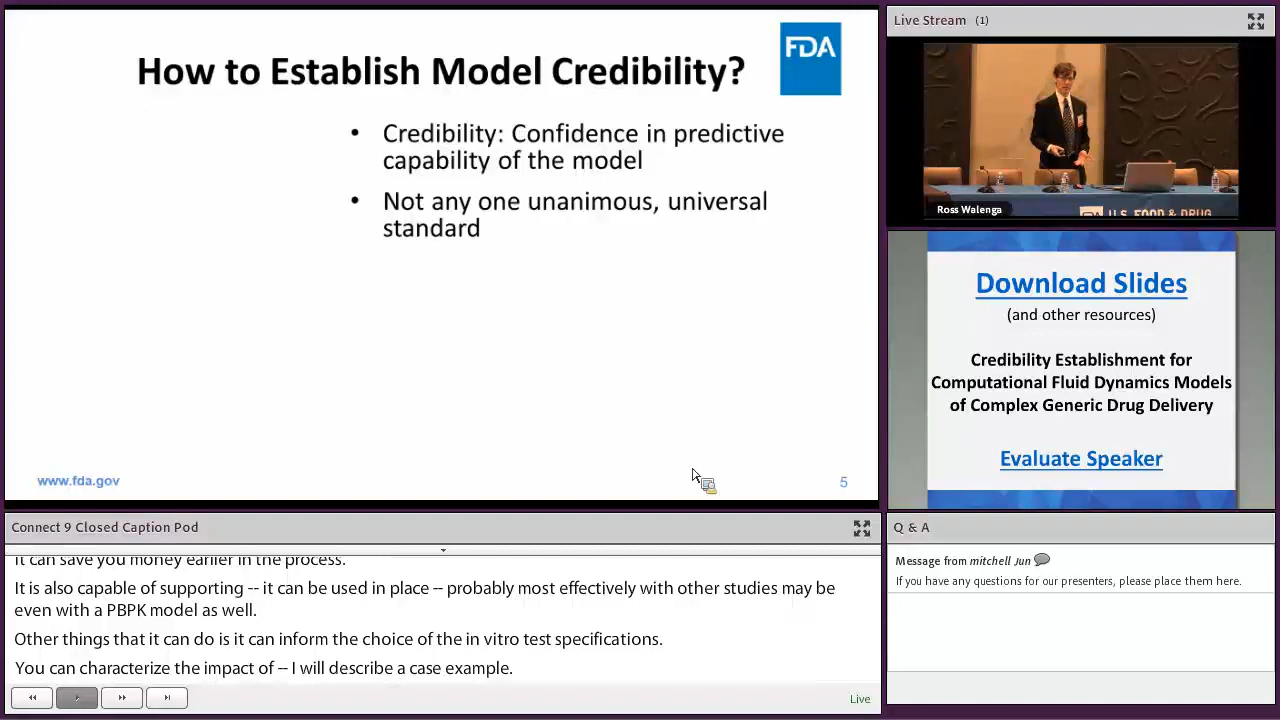 How to Establish Model Credibility?
FDA
• Credibility: Confidence in predictive
capability of the model
• Not any one unanimous, universal
standard
www.fda.gov
5
Live Stream (1)
Ross Walenga
FDA U.S. FOOD & DRUG
Download Slides
(and other resources)
Credibility Establishment for
Computational Fluid Dynamics Models
of Complex Generic Drug Delivery
Evaluate Speaker
Connect 9 Closed Caption Pod
It can save you money earlier in the process.
It is also capable of supporting -- it can be used in place -- probably most effectively with other studies may be
even with a PBPK model as well.
Other things that it can do is it can inform the choice of the in vitro test specifications.
You can characterize the impact of -- I will describe a case example.
Live
Q & A
Message from mitchell Jun
If you have any questions for our presenters, please place them here.